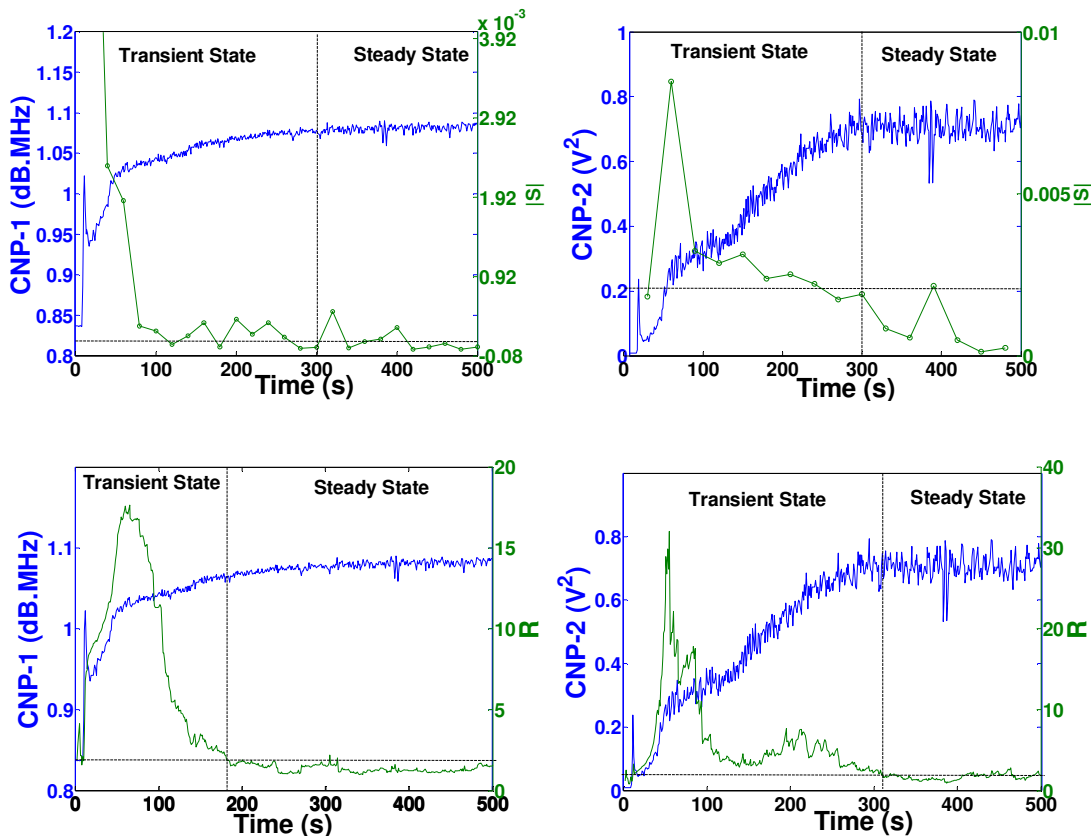 x 10⁻³
1.2
1.15
1.1
1.05
1
0.95
0.9
0.85
0.8
CNP-1 (dB.MHz)
Transient State
Steady State
3.92
2.92
1.92
0.92
-0.08
|S|
0 100 200 300 400 500
Time (s)
1
0.8
0.6
0.4
0.2
0
CNP-2 (V²)
Transient State
Steady State
0.01
0.005
0
|S|
0 100 200 300 400 500
Time (s)
1.1
1
0.9
0.8
CNP-1 (dB.MHz)
Transient State
Steady State
20
15
10
5
0
R
0 100 200 300 400 500
Time (s)
0.8
0.6
0.4
0.2
0
CNP-2 (V²)
Transient State
Steady State
40
30
20
10
0
R
0 100 200 300 400 500
Time (s)